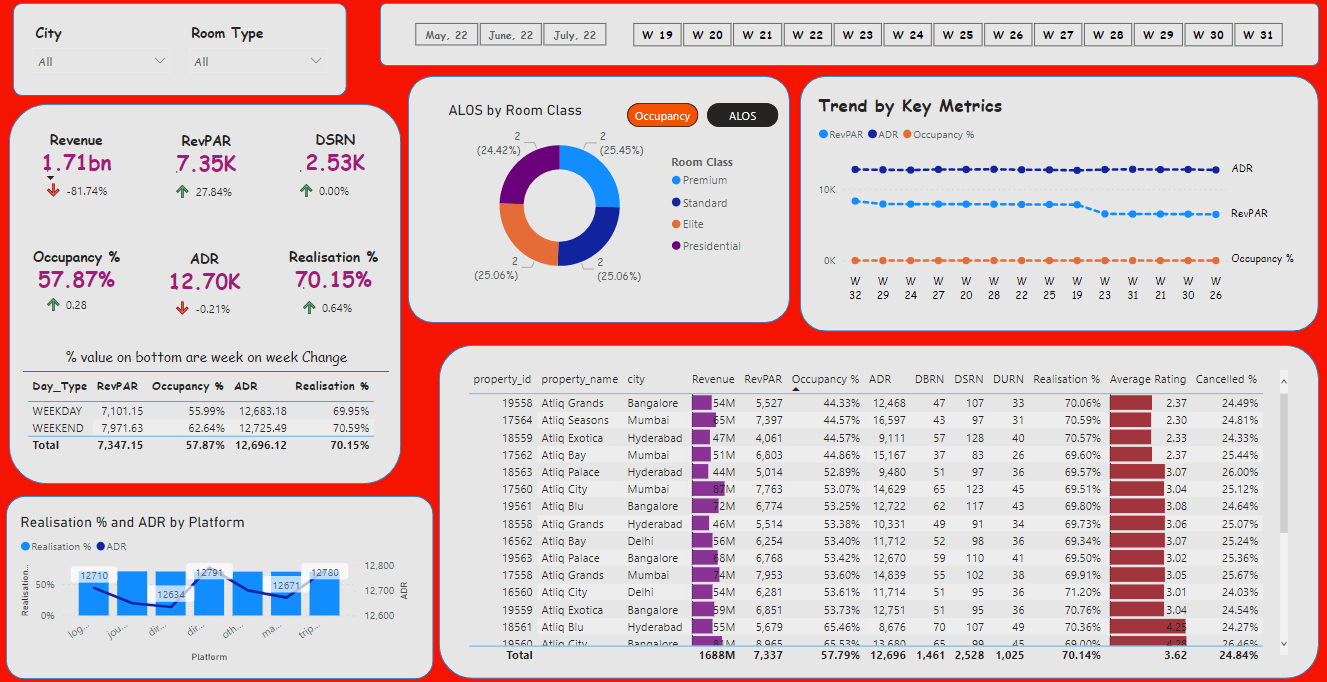 City
Room Type
All
All
May, 22
June, 22
July, 22
W 19
W 20
W 21
W 22
W 23
W 24
W 25
W 26
W 27
W 28
W 29
W 30
W 31
Revenue
1.71bn
-81.74%
RevPAR
7.35K
27.84%
DSRN
2.53K
0.00%
Occupancy %
57.87%
0.28
ADR
12.70K
-0.21%
Realisation %
70.15%
0.64%
% value on bottom are week on week Change
Day_Type RevPAR Occupancy % ADR Realisation %
WEEKDAY 7,101.15 55.99% 12,683.18 69.95%
WEEKEND 7,971.63 62.64% 12,725.49 70.59%
Total 7,347.15 57.87% 12,696.12 70.15%
ALOS by Room Class
Occupancy
ALOS
2
(24.42%)
2
(25.45%)
2
(25.06%)
2
(25.06%)
Room Class
Premium
Standard
Elite
Presidential
Trend by Key Metrics
RevPAR ADR Occupancy %
10K
0K
ADR
RevPAR
Occupancy %
W W W W W W W W W W W W W W
32 29 24 27 20 28 22 25 19 23 31 21 30 26
Realisation % and ADR by Platform
Realisation % ADR
Realisation...
50%
0%
12710
12634
12791
12671
12780
12,800
12,700
12,600
ADR
log...
jou...
dir...
dir...
oth...
ma...
trip...
Platform
property_id property_name city Revenue RevPAR Occupancy % ADR DBRN DSRN DURN Realisation % Average Rating Cancelled %
19558 Atliq Grands Bangalore 54M 5,527 44.33% 12,468 47 107 33 70.06% 2.37 24.49%
17564 Atliq Seasons Mumbai 65M 7,397 44.57% 16,597 43 97 31 70.59% 2.30 24.81%
18559 Atliq Exotica Hyderabad 47M 4,061 44.57% 9,111 57 128 40 70.57% 2.33 24.33%
17562 Atliq Bay Mumbai 51M 6,803 44.86% 15,167 37 83 26 69.60% 2.37 25.44%
18563 Atliq Palace Hyderabad 44M 5,014 52.89% 9,480 51 97 36 69.57% 3.07 26.00%
17560 Atliq City Mumbai 87M 7,763 53.07% 14,629 65 123 45 69.51% 3.04 25.12%
19561 Atliq Blu Bangalore 72M 6,774 53.25% 12,722 62 117 43 69.80% 3.08 24.64%
18558 Atliq Grands Hyderabad 46M 5,514 53.38% 10,331 49 91 34 69.73% 3.06 25.07%
16562 Atliq Bay Delhi 56M 6,254 53.40% 11,712 52 98 36 69.34% 3.07 25.24%
19563 Atliq Palace Bangalore 68M 6,768 53.42% 12,670 59 110 41 69.50% 3.02 25.36%
17558 Atliq Grands Mumbai 74M 7,953 53.60% 14,839 55 102 38 69.91% 3.05 25.67%
16560 Atliq City Delhi 54M 6,281 53.61% 11,714 51 95 36 71.20% 3.01 24.03%
19559 Atliq Exotica Bangalore 59M 6,851 53.73% 12,751 51 95 36 70.76% 3.04 24.54%
18561 Atliq Blu Hyderabad 55M 5,679 65.46% 8,676 70 107 49 70.36% 4.25 24.27%
19560 Atliq City Bangalore 81M 8,965 65.53% 13,680 65 99 45 69.00% 4.28 26.46%
Total 1688M 7,337 57.79% 12,696 1,461 2,528 1,025 70.14% 3.62 24.84%